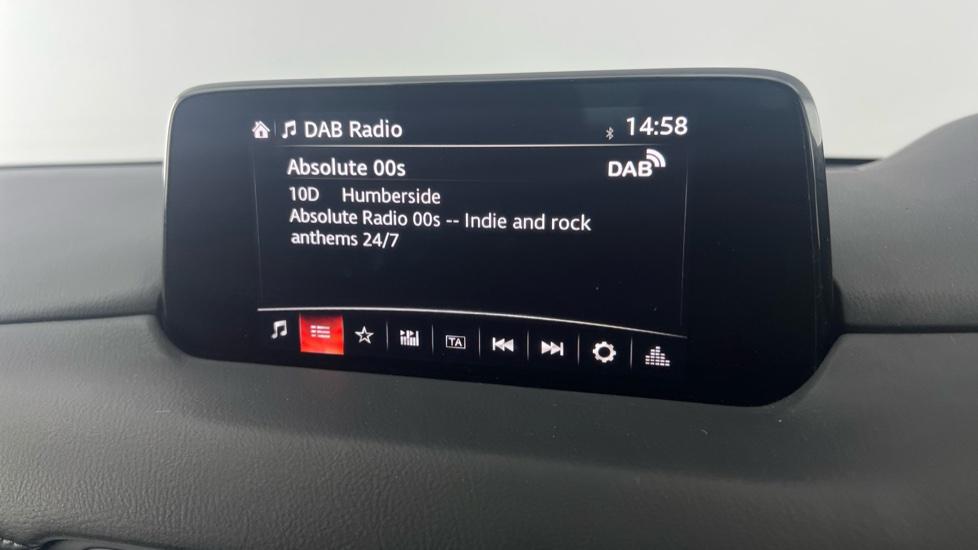 DAB Radio 14:58
Absolute 00s DAB
10D Humberside
Absolute Radio 00s -- Indie and rock
anthems 24/7
TA